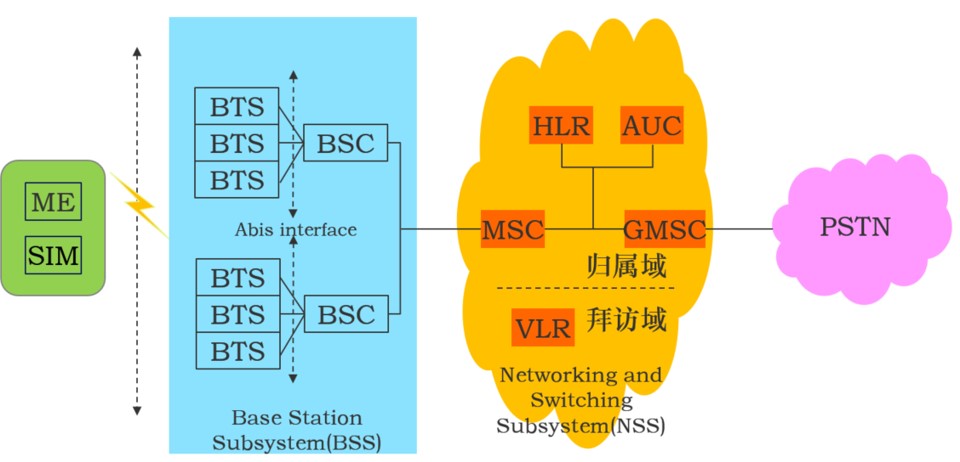 ME
SIM
BTS
BTS
BTS
BSC
Abis interface
BTS
BTS
BTS
BSC
Base Station
Subsystem(BSS)
HLR
AUC
MSC
GMSC
归属域
VLR
拜访域
Networking and
Switching
Subsystem(NSS)
PSTN